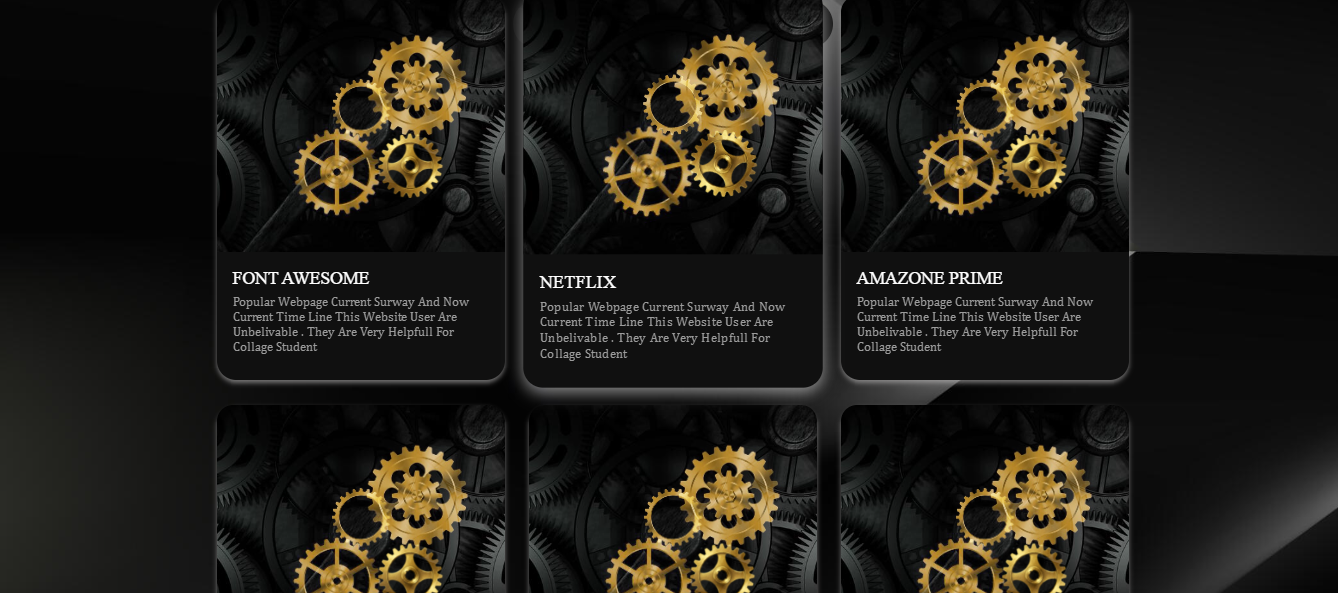 FONT AWESOME
Popular Webpage Current Surway And Now
Current Time Line This Website User Are
Unbelivable . They Are Very Helpfull For
Collage Student
NETFLIX
Popular Webpage Current Surway And Now
Current Time Line This Website User Are
Unbelivable . They Are Very Helpfull For
Collage Student
AMAZONE PRIME
Popular Webpage Current Surway And Now
Current Time Line This Website User Are
Unbelivable . They Are Very Helpfull For
Collage Student